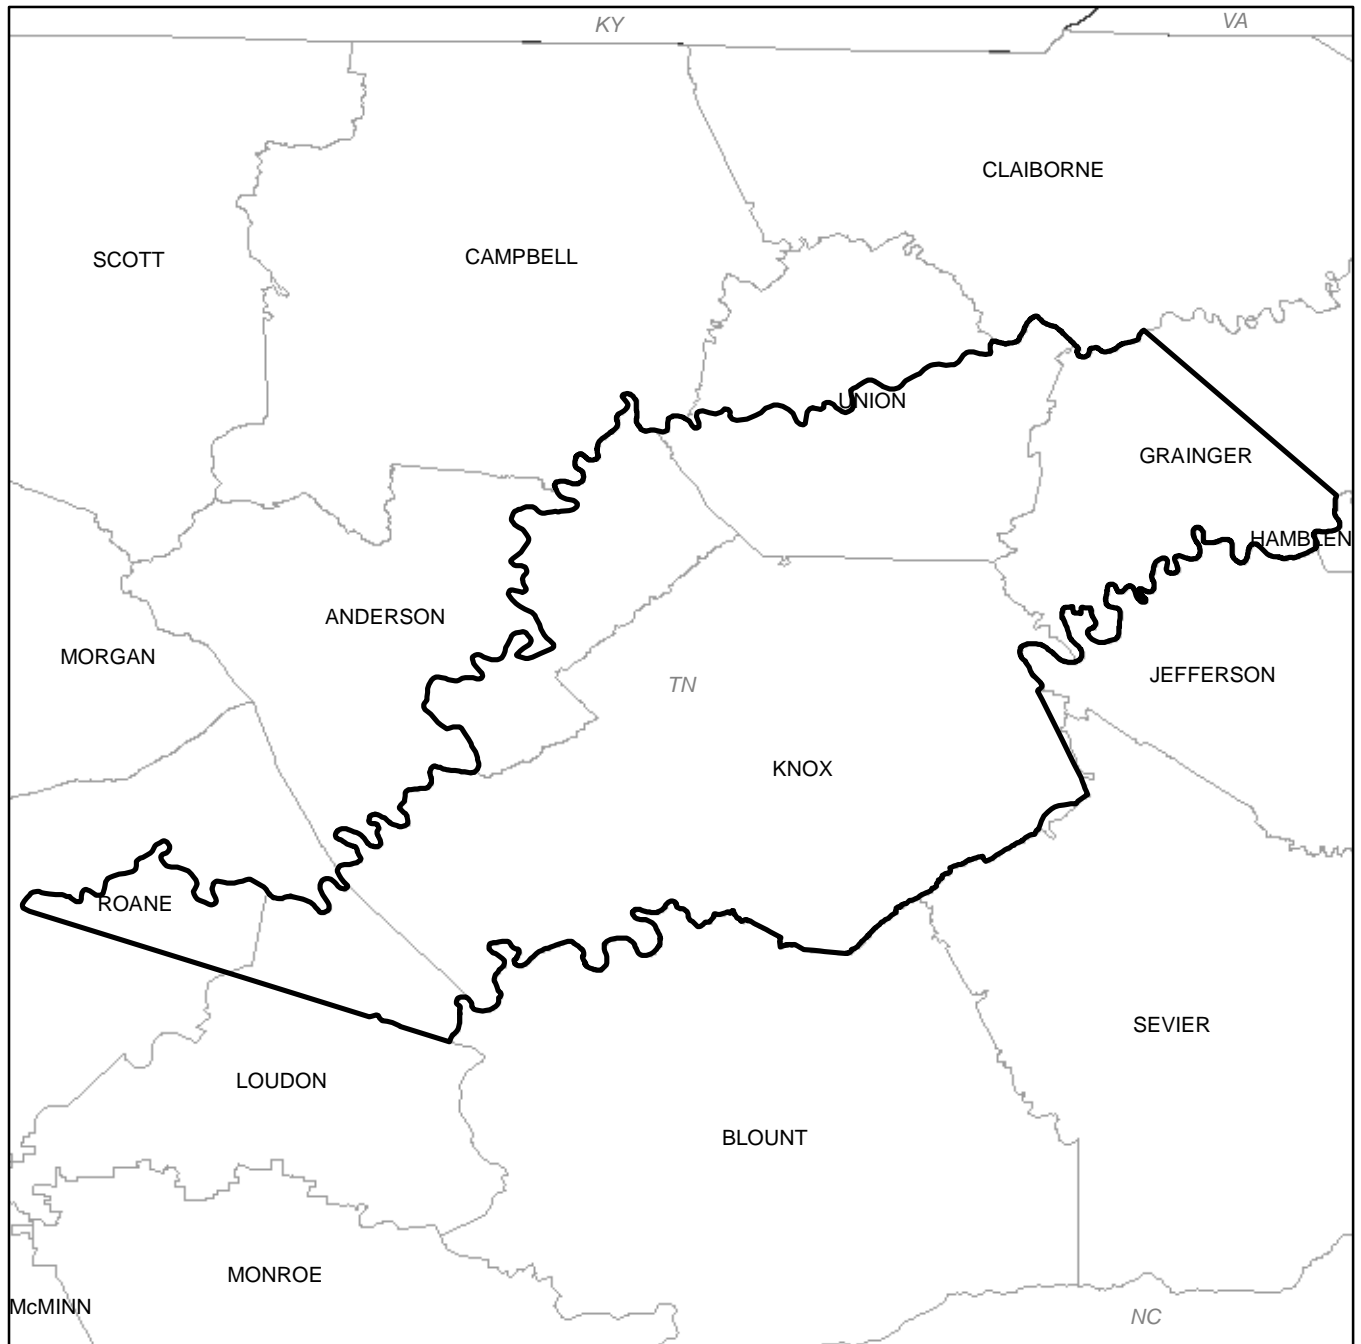 KY
VA
CLAIBORNE
SCOTT
CAMPBELL
UNION
GRAINGER
HAMBLEN
ANDERSON
MORGAN
JEFFERSON
TN
KNOX
ROANE
SEVIER
LOUDON
BLOUNT
MONROE
McMINN
NC